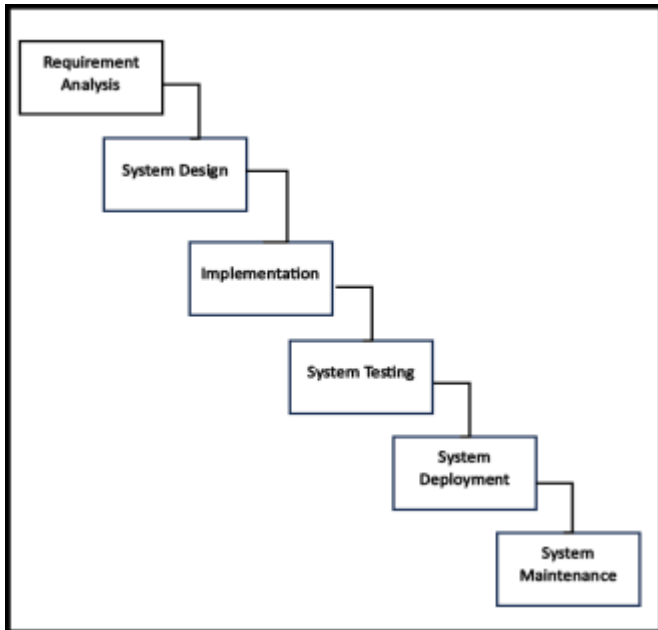 Requirement
Analysis
System Design
Implementation
System Testing
System
Deployment
System
Maintenance